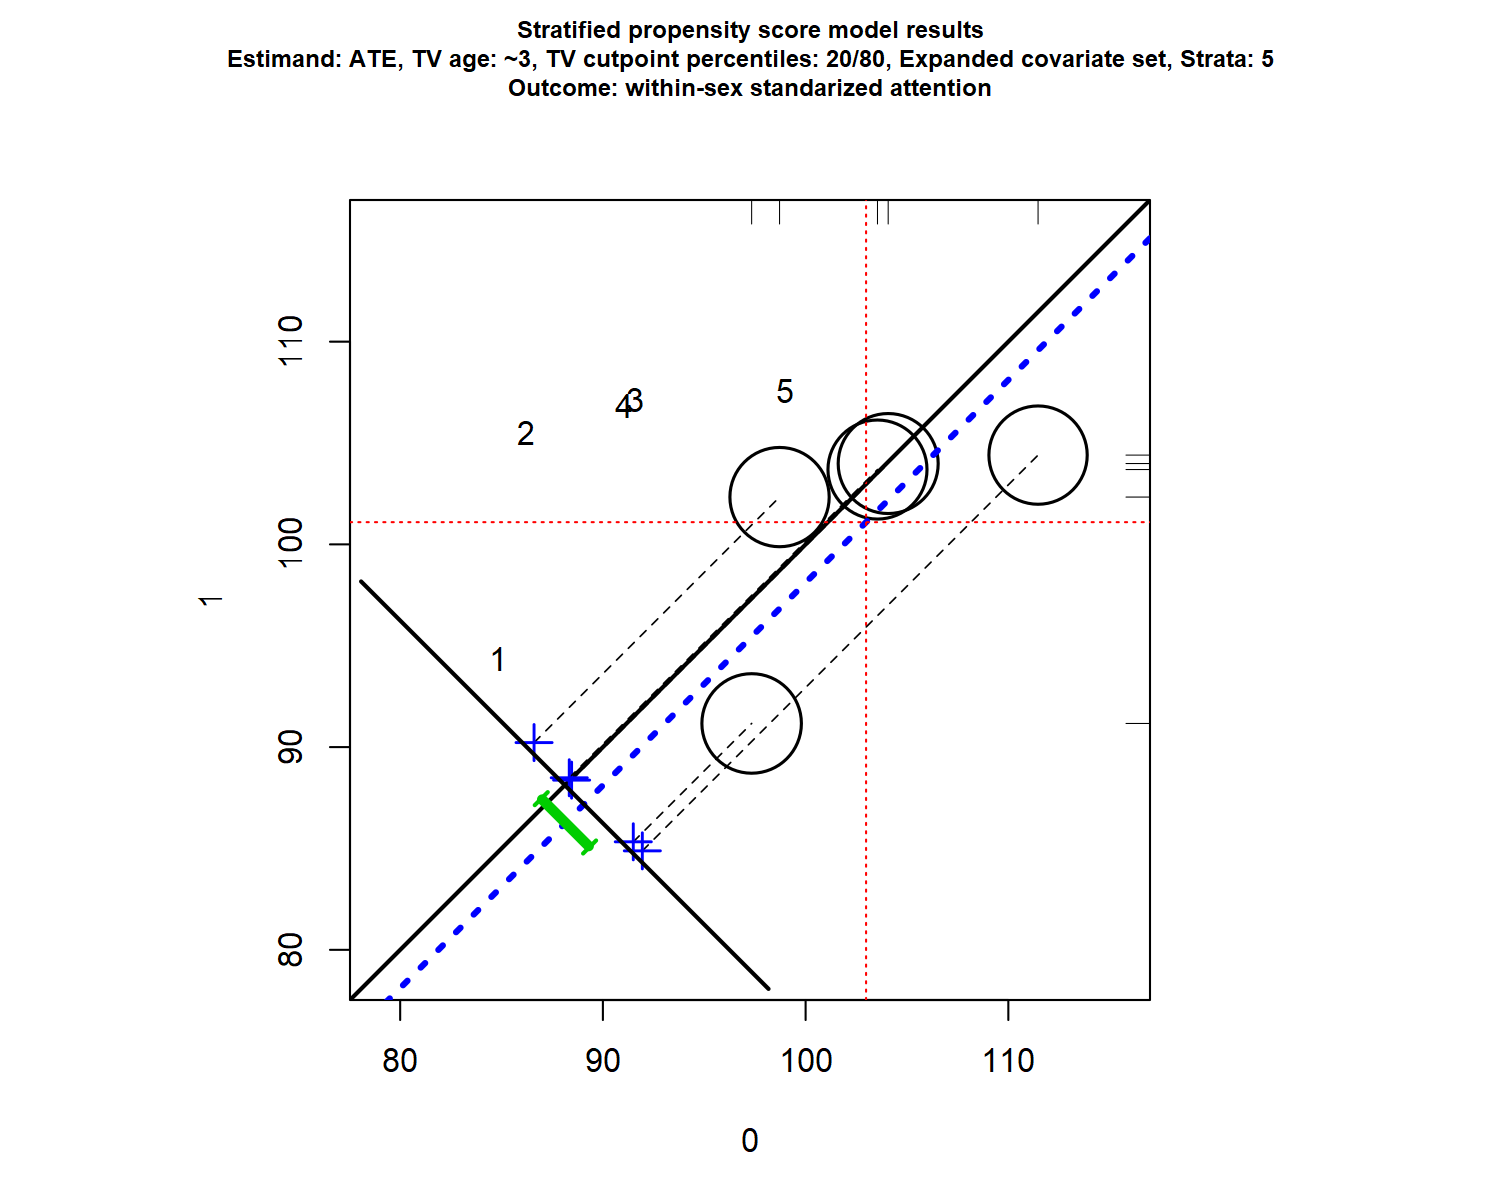 Stratified propensity score model results
Estimand: ATE, TV age: ~3, TV cutpoint percentiles: 20/80, Expanded covariate set, Strata: 5
Outcome: within-sex standarized attention
110
100
90
80
1
5
3
4
2
1
80 90 100 110
0